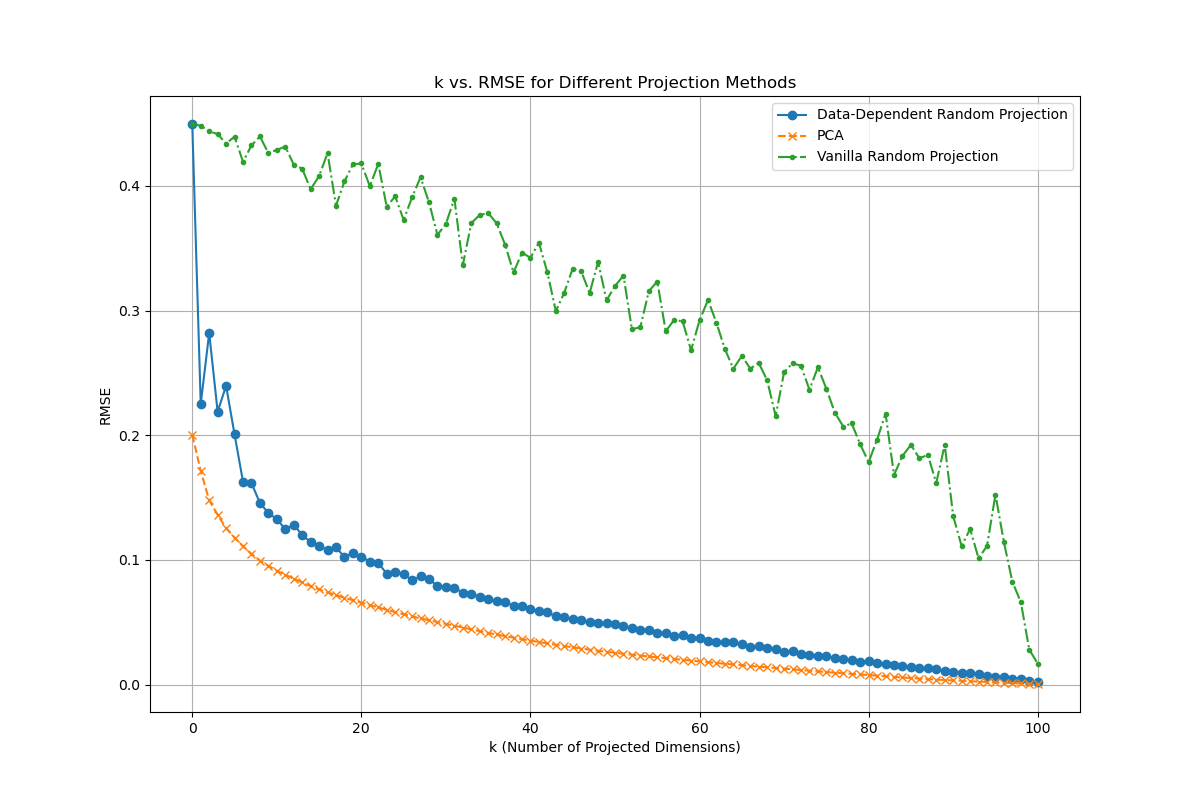 k vs. RMSE for Different Projection Methods
Data-Dependent Random Projection
PCA
Vanilla Random Projection
RMSE
0.4
0.3
0.2
0.1
0.0
0 20 40 60 80 100
k (Number of Projected Dimensions)